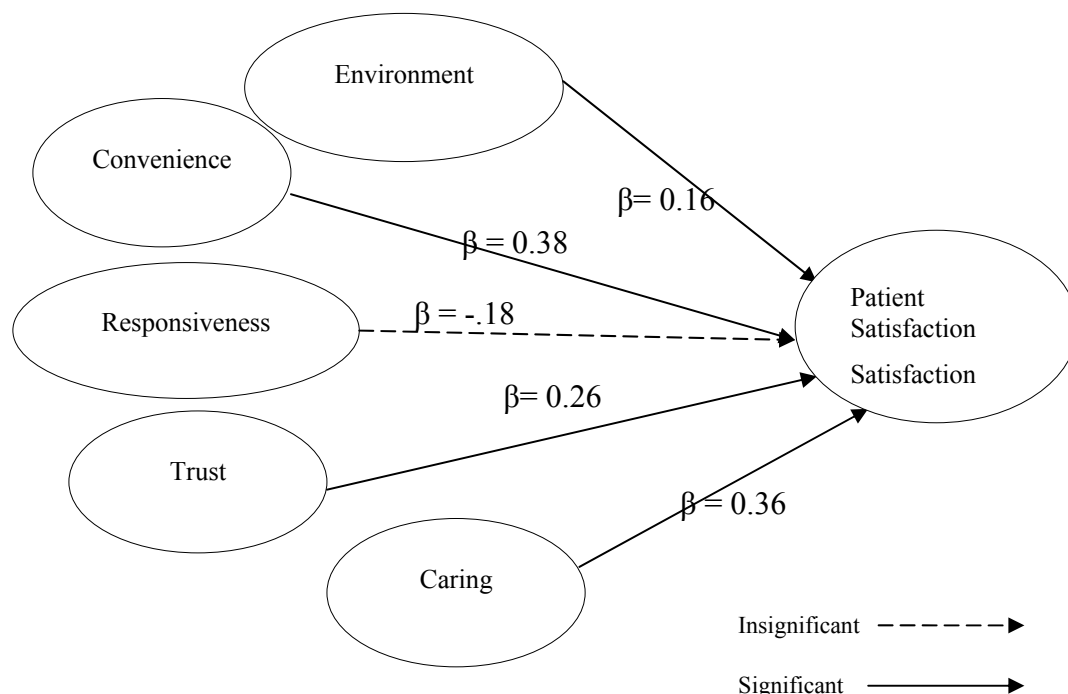 Environment
Convenience
β= 0.16
β = 0.38
Responsiveness
β = -.18
Patient
Satisfaction
Satisfaction
β= 0.26
Trust
β = 0.36
Caring
Insignificant
Significant